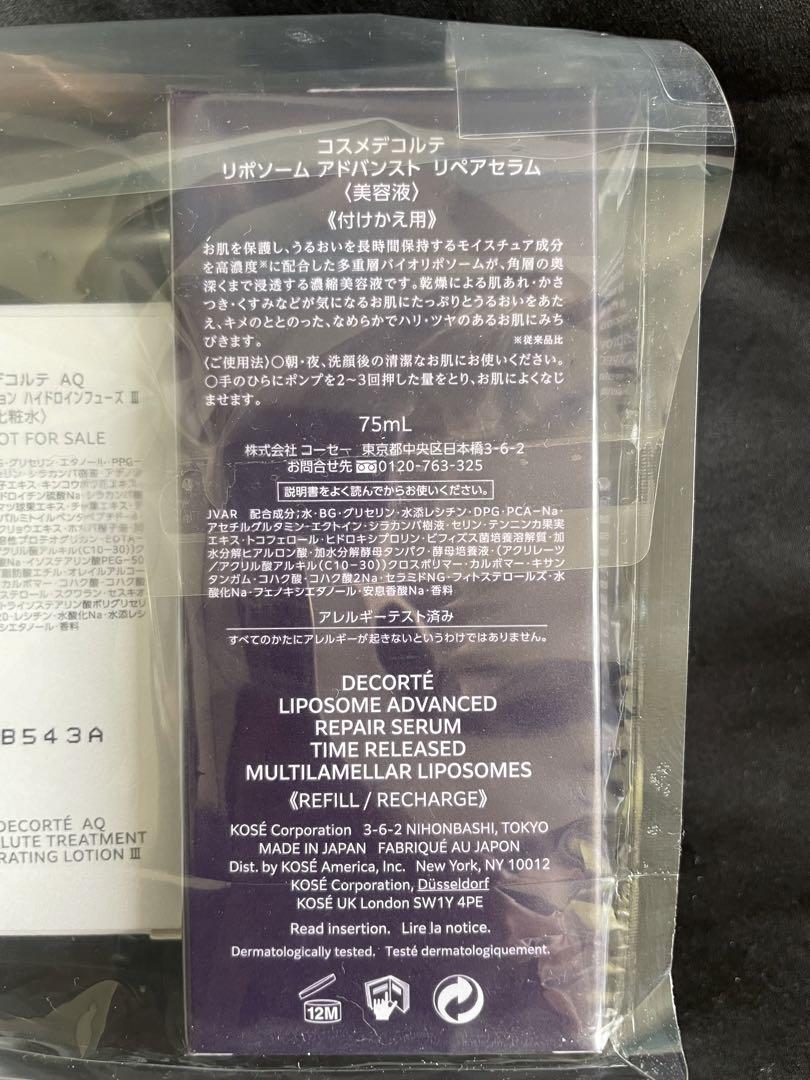 コスメデコルテ
リポソーム アドバンスト リペアセラム
〈美容液〉
《付けかえ用》
お肌を保護し、うるおいを長時間保持するモイスチュア成分
を高濃度※に配合した多重層バイオリポソームが、角層の奥
深くまで浸透する濃縮美容液です。乾燥による肌あれ・かさ
つき・くすみなどが気になるお肌にたっぷりとうるおいをあた
え、キメのととのった、なめらかでハリ・ツヤのあるお肌にみち
びきます。 ※従来品比
〈ご使用法〉○朝・夜、洗顔後の清潔なお肌にお使いください。
○手のひらにポンプを2～3回押した量をとり、お肌によくなじ
ませます。
75mL
株式会社 コーセー 東京都中央区日本橋3-6-2
お問合せ先 0120-763-325
説明書をよく読んでからお使いください。
JVAR 配合成分;水・BG・グリセリン・水添レシチン・DPG・PCA-Na・
アセチルグルタミン・エクトイン・シラカンバ樹液・セリン・テンニンカ果実
エキス・トコフェロール・ヒドロキシプロリン・ビフィズス菌培養溶解質・加
水分解ヒアルロン酸・加水分解酵母タンパク・酵母培養液・(アクリレーツ
/アクリル酸アルキル(C10-30))クロスポリマー・カルボマー・キサン
タンガム・コハク酸・コハク酸2Na・セラミドNG・フィトステロールズ・水
酸化Na・フェノキシエタノール・安息香酸Na・香料
アレルギーテスト済み
すべてのかたにアレルギーが起きないというわけではありません。
DECORTÉ
LIPOSOME ADVANCED
REPAIR SERUM
TIME RELEASED
MULTILAMELLAR LIPOSOMES
《REFILL / RECHARGE》
KOSÉ Corporation 3-6-2 NIHONBASHI, TOKYO
MADE IN JAPAN FABRIQUÉ AU JAPON
Dist. by KOSÉ America, Inc. New York, NY 10012
KOSÉ Corporation, Düsseldorf
KOSÉ UK London SW1Y 4PE
Read insertion. Lire la notice.
Dermatologically tested. Testé dermatologiquement.
12M
デコルテ AQ
ション ハイドロインフューズ Ⅲ
化粧水〉
NOT FOR SALE
B543A
DECORTÉ AQ
LUTE TREATMENT
RATING LOTION Ⅲ